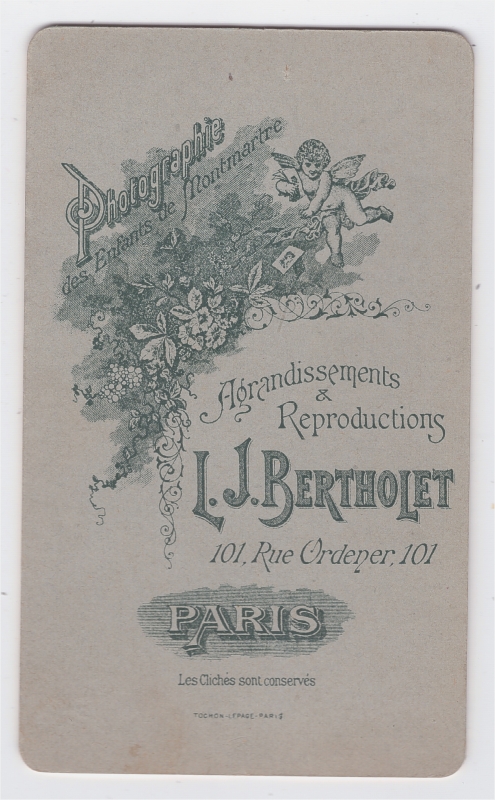 Photographie
des Enfants de Montmartre
Agrandissements
&
Reproductions
L. J. BERTHOLET
101, Rue Ordener, 101
PARIS
Les Clichés sont conservés
TOCHON-LEPAGE-PARIS